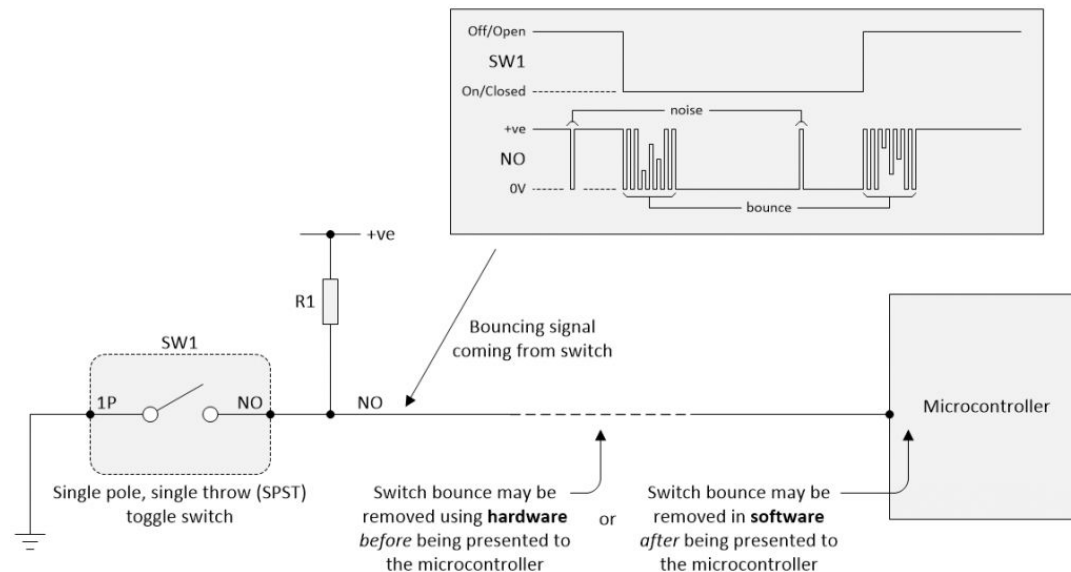 Off/Open
SW1
On/Closed
noise
+ve
NO
0V
bounce
+ve
R1
Bouncing signal
coming from switch
SW1
1P
NO
NO
Microcontroller
Single pole, single throw (SPST)
toggle switch
Switch bounce may be
removed using hardware
before being presented to
the microcontroller
or
Switch bounce may be
removed in software
after being presented to
the microcontroller